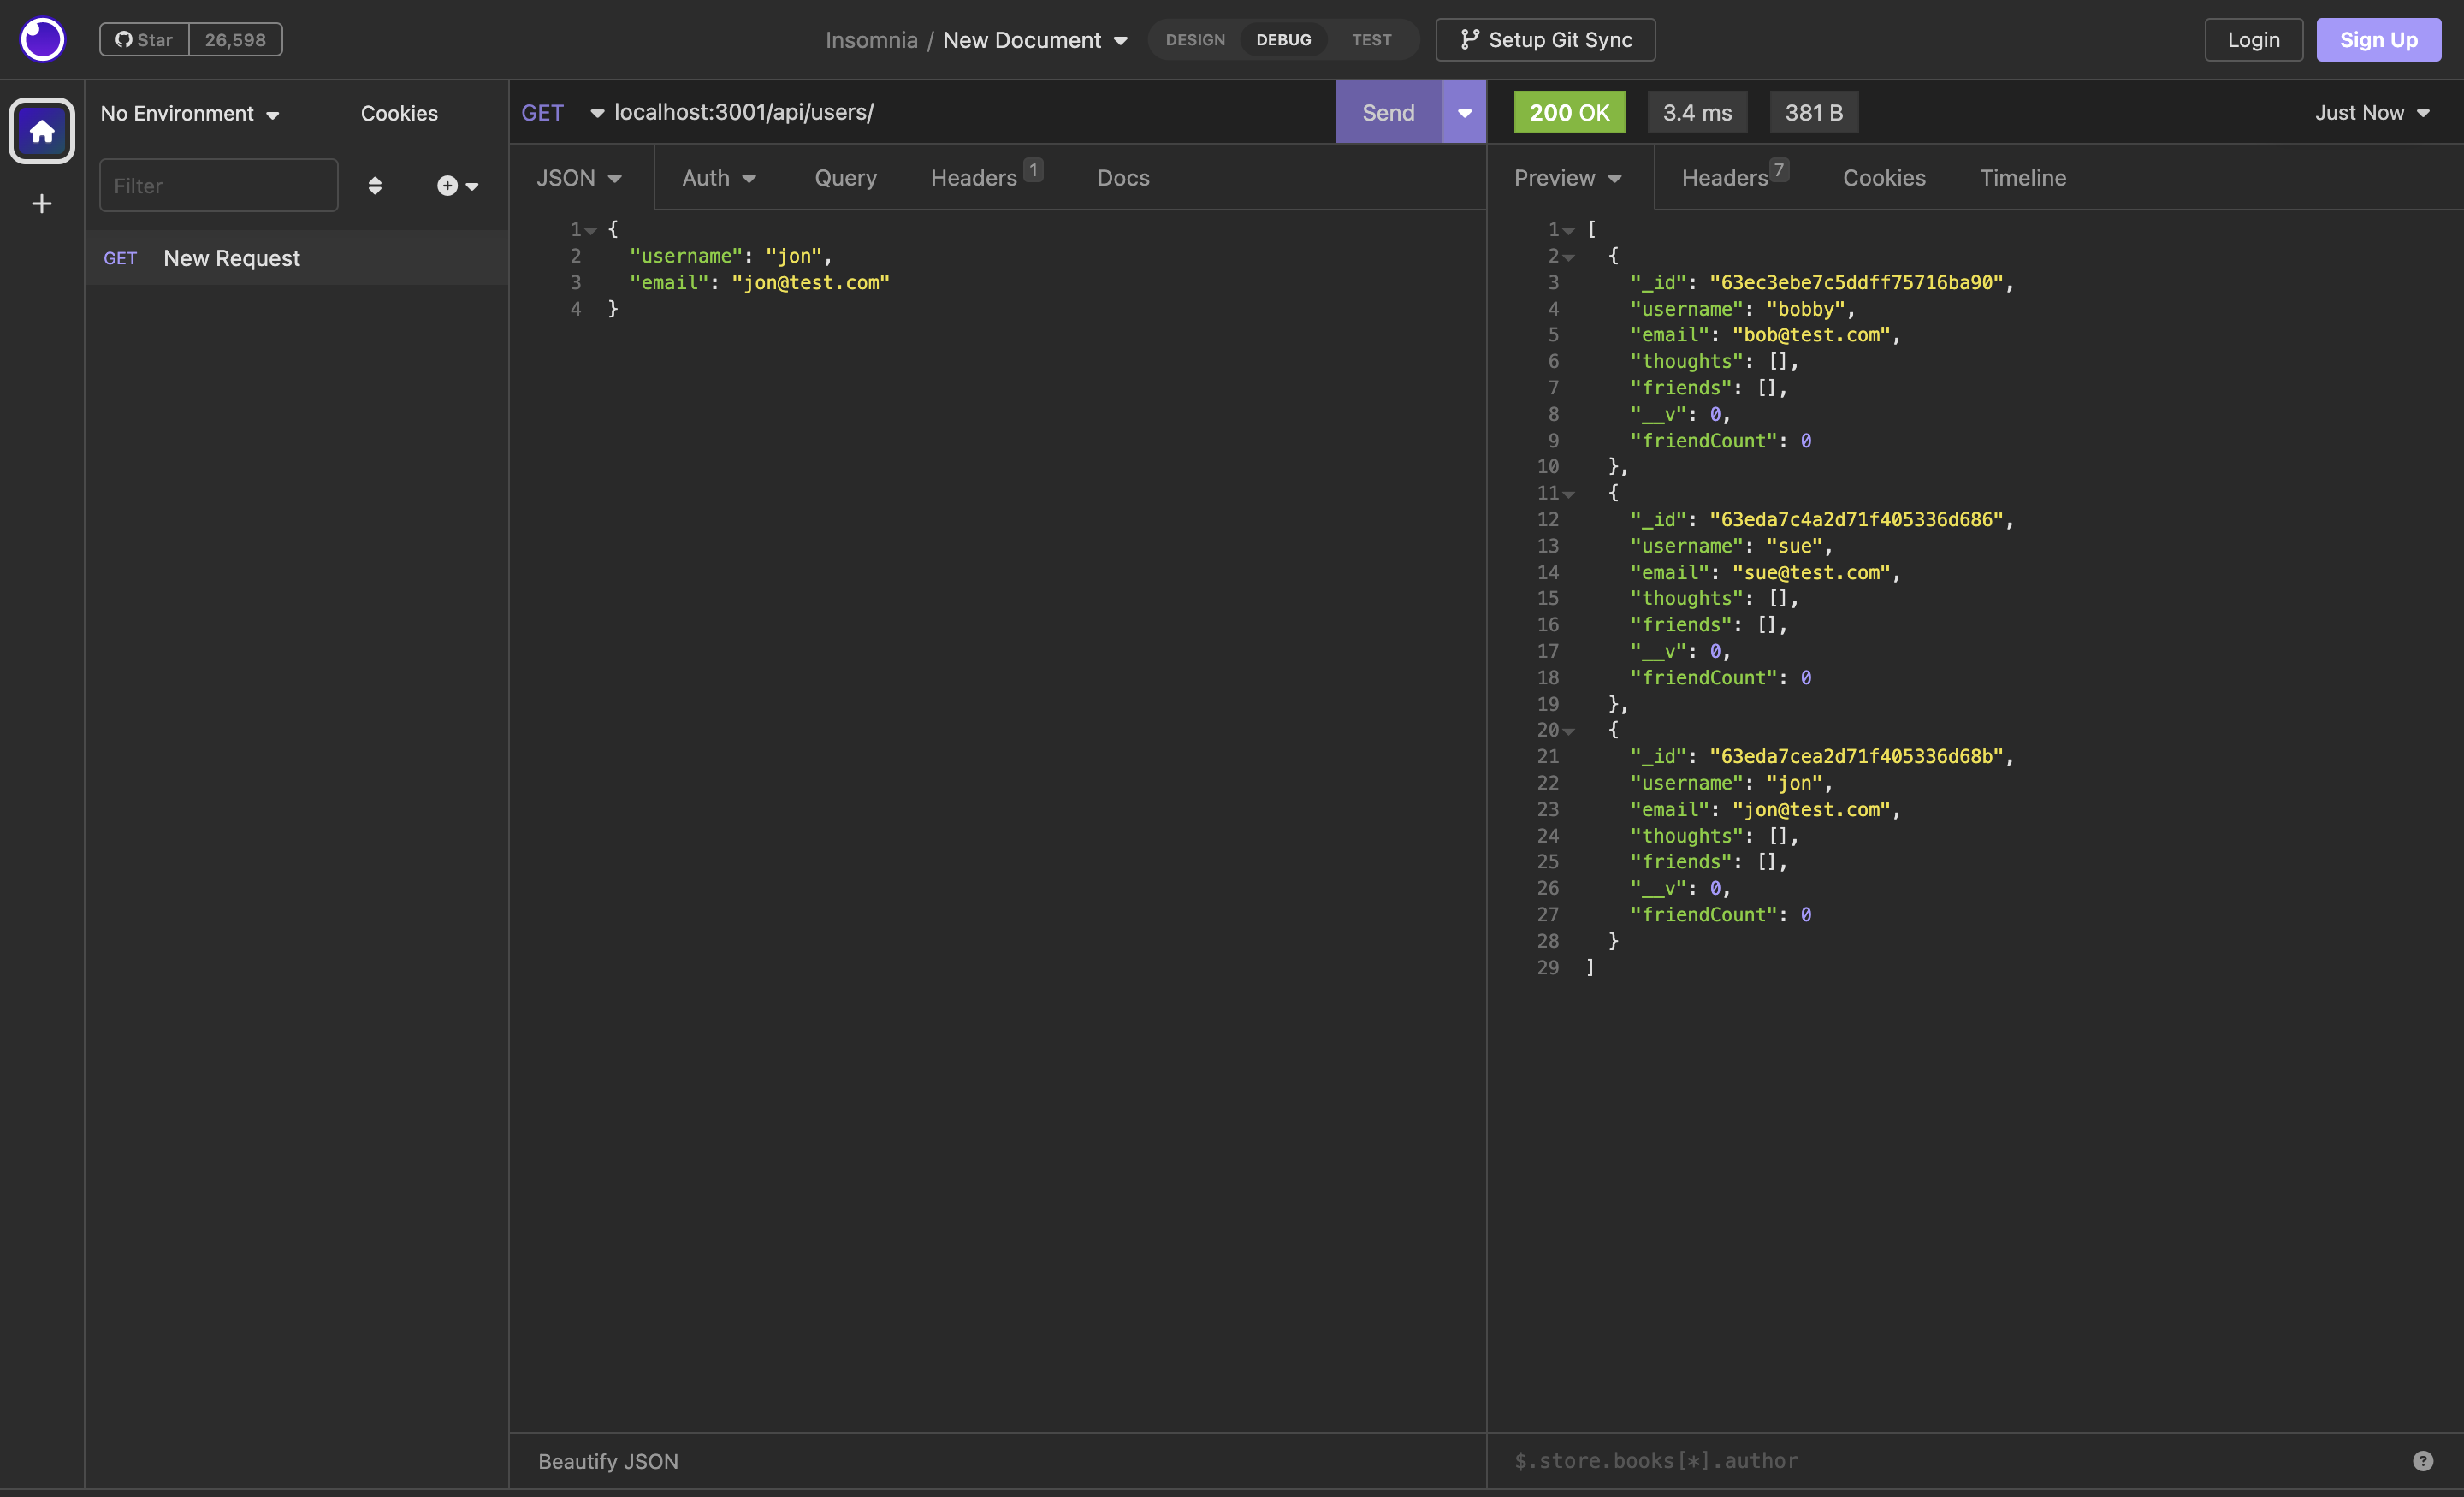 Star 26,598
Insomnia / New Document
DESIGN DEBUG TEST
Setup Git Sync
Login
Sign Up
No Environment
Cookies
Filter
GET New Request
GET localhost:3001/api/users/
Send
JSON
Auth
Query
Headers 1
Docs
1 {
2 "username": "jon",
3 "email": "jon@test.com"
4 }
Beautify JSON
200 OK
3.4 ms
381 B
Just Now
Preview
Headers 7
Cookies
Timeline
1 [
2 {
3 "_id": "63ec3ebe7c5ddff75716ba90",
4 "username": "bobby",
5 "email": "bob@test.com",
6 "thoughts": [],
7 "friends": [],
8 "__v": 0,
9 "friendCount": 0
10 },
11 {
12 "_id": "63eda7c4a2d71f405336d686",
13 "username": "sue",
14 "email": "sue@test.com",
15 "thoughts": [],
16 "friends": [],
17 "__v": 0,
18 "friendCount": 0
19 },
20 {
21 "_id": "63eda7cea2d71f405336d68b",
22 "username": "jon",
23 "email": "jon@test.com",
24 "thoughts": [],
25 "friends": [],
26 "__v": 0,
27 "friendCount": 0
28 }
29 ]
$.store.books[*].author
?